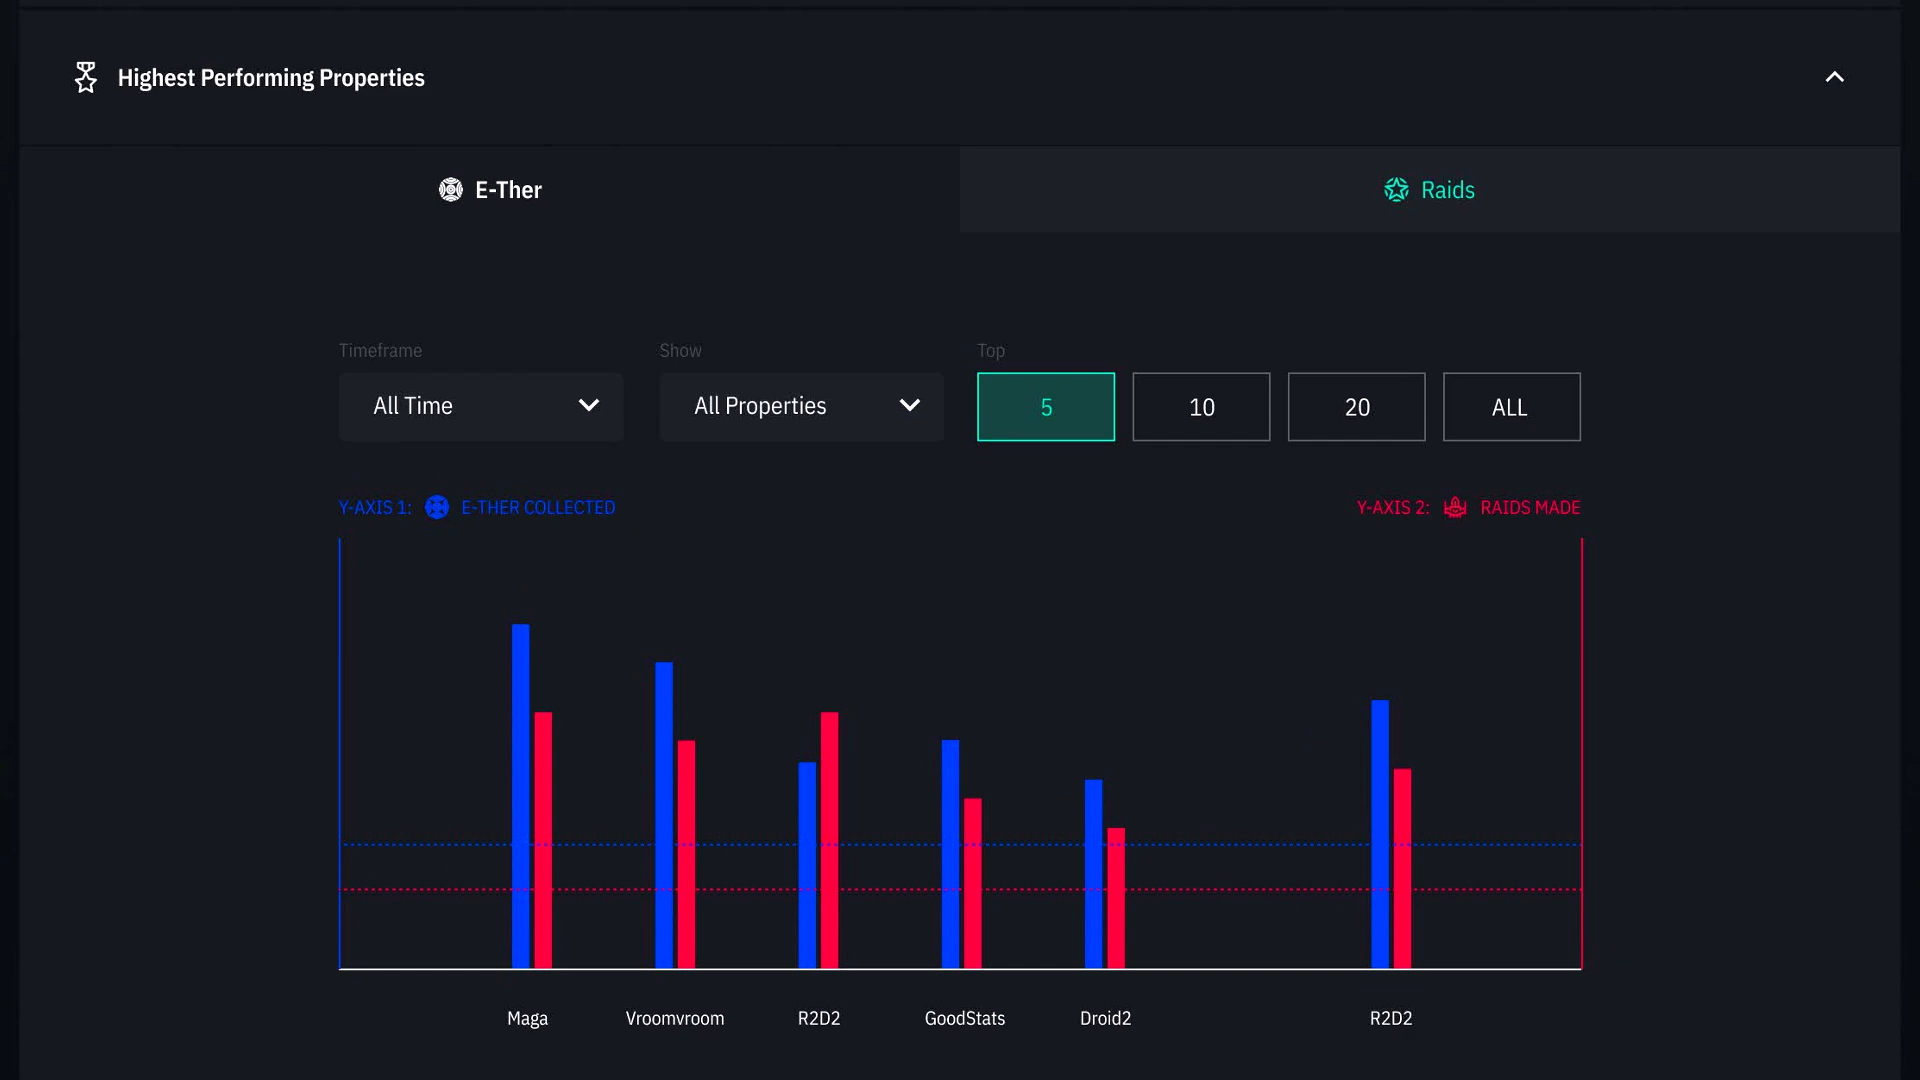 Highest Performing Properties
E-Ther
Raids
Timeframe
Show
Top
All Time
All Properties
5
10
20
ALL
Y-AXIS 1: E-THER COLLECTED
Y-AXIS 2: RAIDS MADE
Maga
Vroomvroom
R2D2
GoodStats
Droid2
R2D2